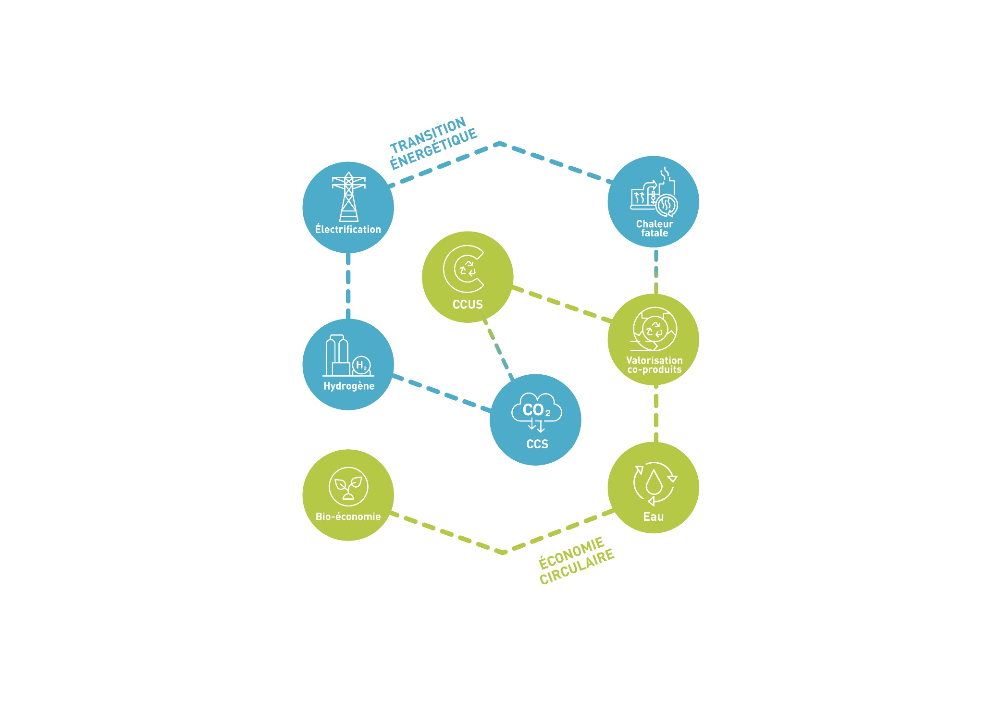 TRANSITION
ÉNERGÉTIQUE
Électrification
Chaleur
fatale
CCUS
Valorisation
co-produits
H2
Hydrogène
CO2
CCS
Bio-économie
Eau
ÉCONOMIE
CIRCULAIRE